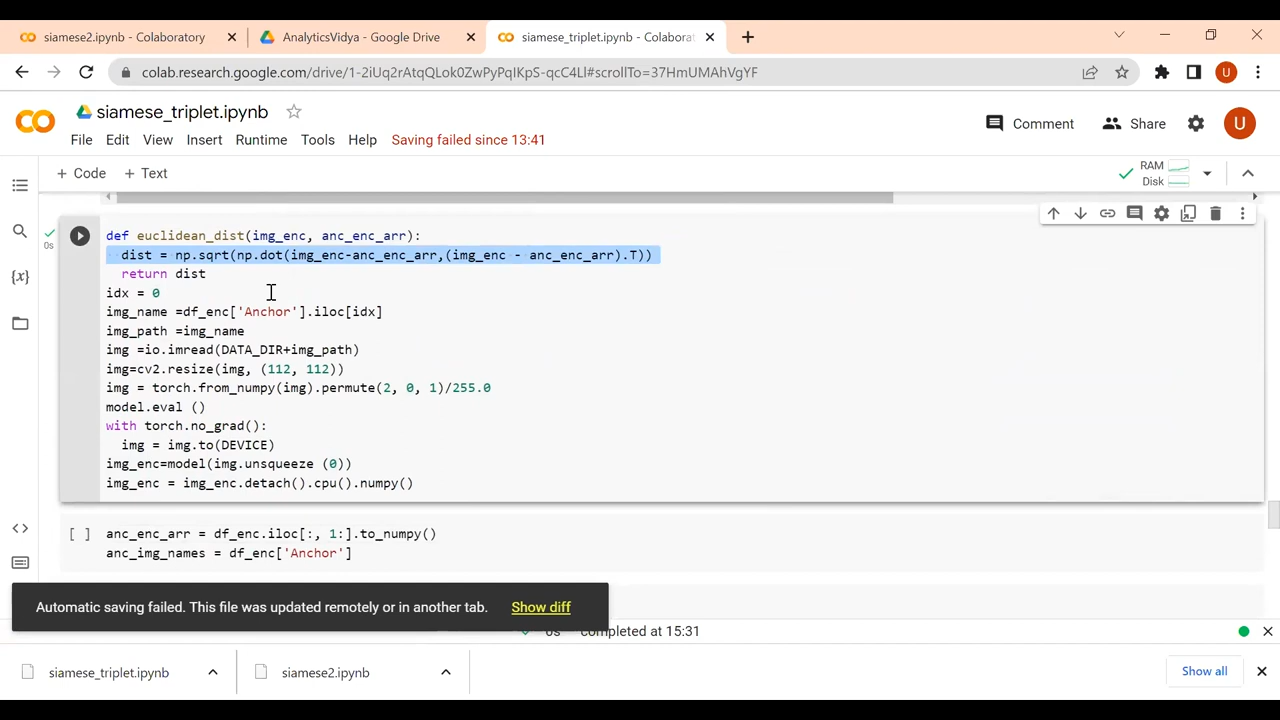 siamese2.ipynb - Colaboratory
AnalyticsVidya - Google Drive
siamese_triplet.ipynb - Colaborat
colab.research.google.com/drive/1-2iUq2rAtqQLok0ZwPyPqIKpS-qcC4Ll#scrollTo=37HmUMAhVgYF
U
siamese_triplet.ipynb
File Edit View Insert Runtime Tools Help Saving failed since 13:41
Comment Share U
+ Code + Text
RAM
Disk
def euclidean_dist(img_enc, anc_enc_arr):
0s
dist = np.sqrt(np.dot(img_enc-anc_enc_arr,(img_enc - anc_enc_arr).T))
return dist
idx = 0
img_name =df_enc['Anchor'].iloc[idx]
img_path =img_name
img =io.imread(DATA_DIR+img_path)
img=cv2.resize(img, (112, 112))
img = torch.from_numpy(img).permute(2, 0, 1)/255.0
model.eval ()
with torch.no_grad():
img = img.to(DEVICE)
img_enc=model(img.unsqueeze (0))
img_enc = img_enc.detach().cpu().numpy()
[ ] anc_enc_arr = df_enc.iloc[:, 1:].to_numpy()
anc_img_names = df_enc['Anchor']
Automatic saving failed. This file was updated remotely or in another tab. Show diff
0s completed at 15:31
siamese_triplet.ipynb
siamese2.ipynb
Show all